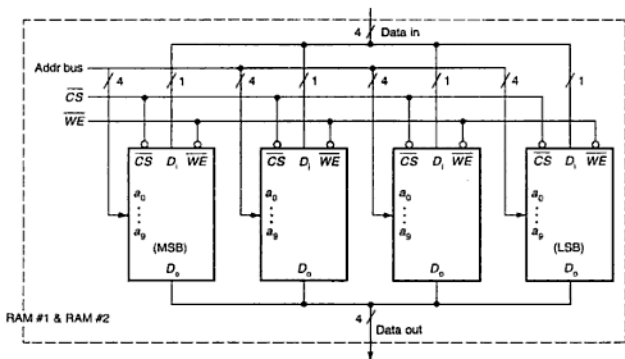 4 Data in
Addr bus
4 1 4 1 4 1 4 1
CS
WE
CS Di WE CS Di WE CS Di WE CS Di WE
a0 a0 a0 a0
a9 a9 a9 a9
(MSB) (LSB)
Do Do Do Do
RAM #1 & RAM #2
4
Data out